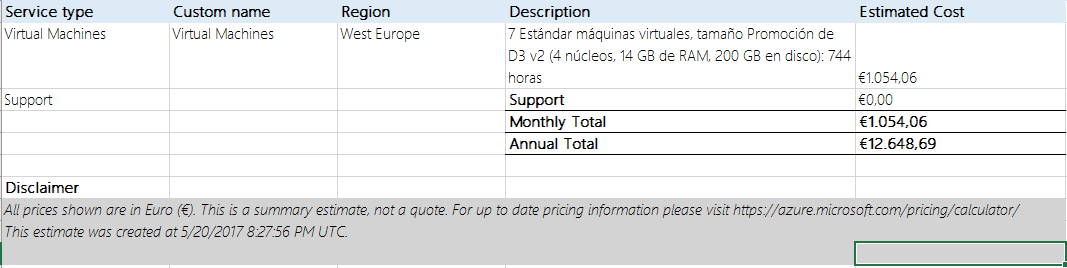 Service type Custom name Region Description Estimated Cost
Virtual Machines Virtual Machines West Europe 7 Estándar máquinas virtuales, tamaño Promoción de
D3 v2 (4 núcleos, 14 GB de RAM, 200 GB en disco): 744
horas €1.054,06
Support Support €0,00
Monthly Total €1.054,06
Annual Total €12.648,69
Disclaimer
All prices shown are in Euro (€). This is a summary estimate, not a quote. For up to date pricing information please visit https://azure.microsoft.com/pricing/calculator/
This estimate was created at 5/20/2017 8:27:56 PM UTC.